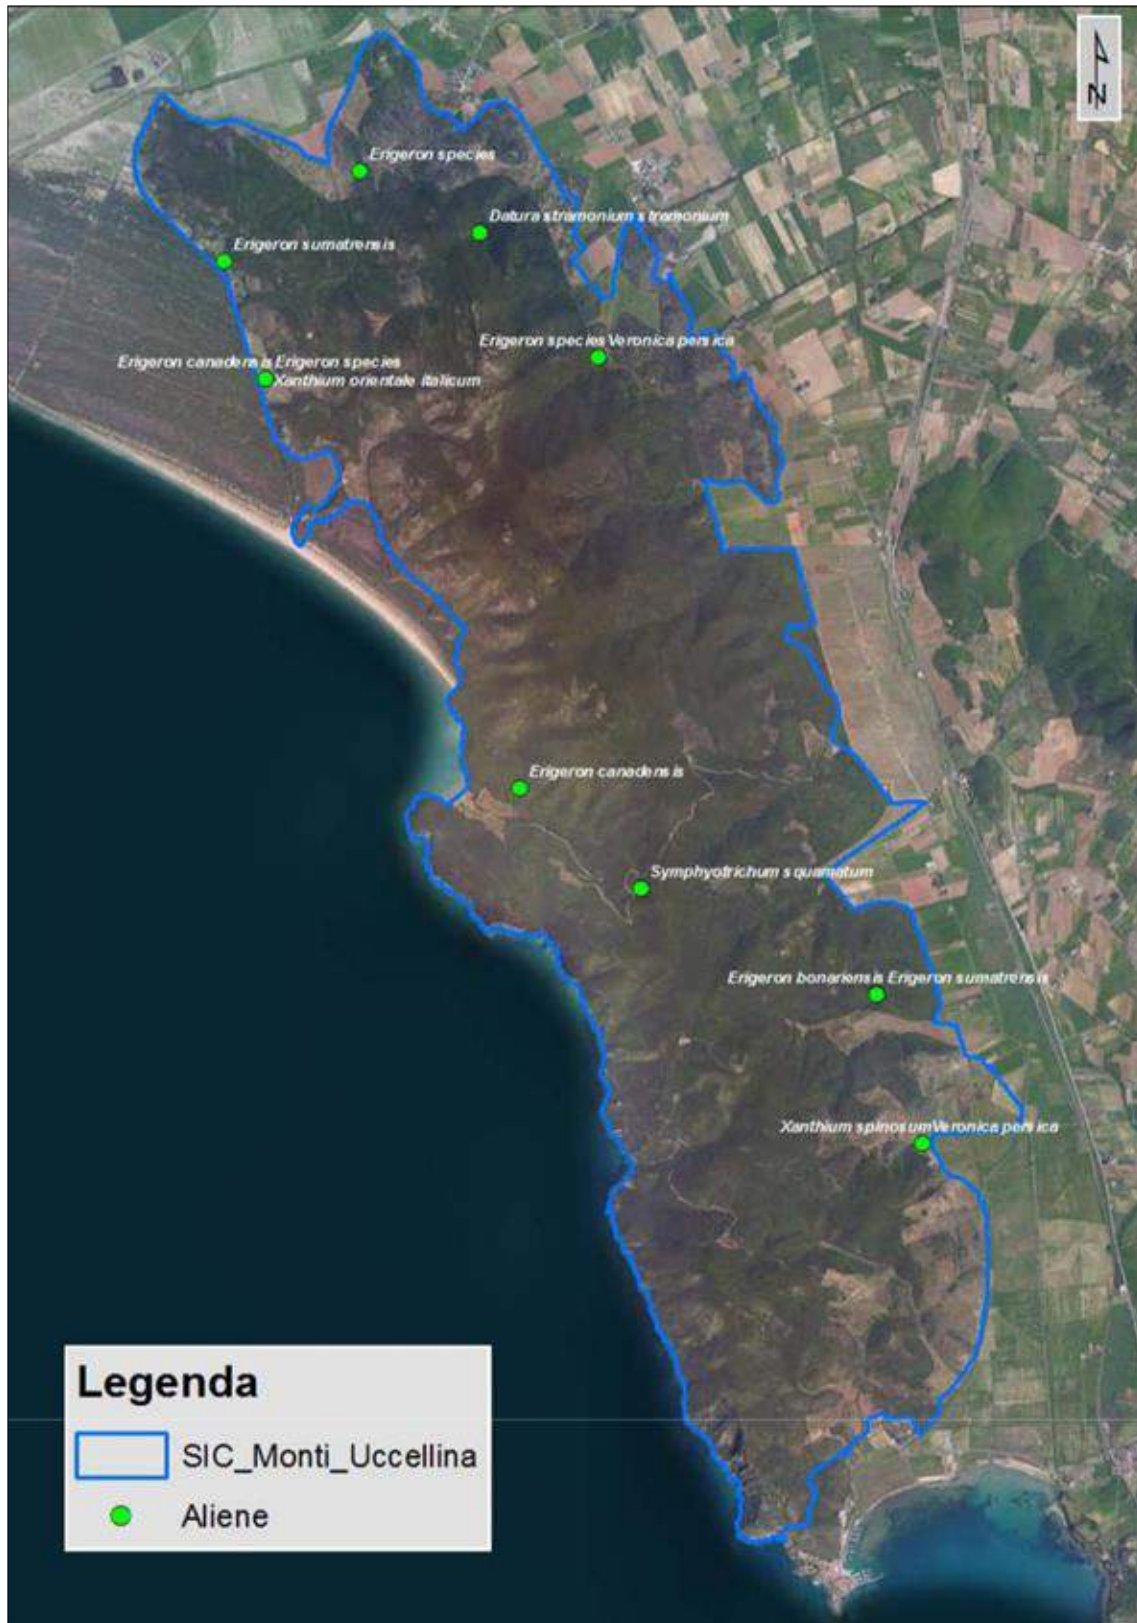 N
Erigeron species
Datura stramonium stramonium
Erigeron sumatrensis
Erigeron species Veronica persica
Erigeron canadensis Erigeron species
Xanthium orientale italicum
Erigeron canadensis
Symphyotrichum squamatum
Erigeron bonariensis Erigeron sumatrensis
Xanthium spinosum Veronica persica
Legenda
SIC_Monti_Uccellina
Aliene